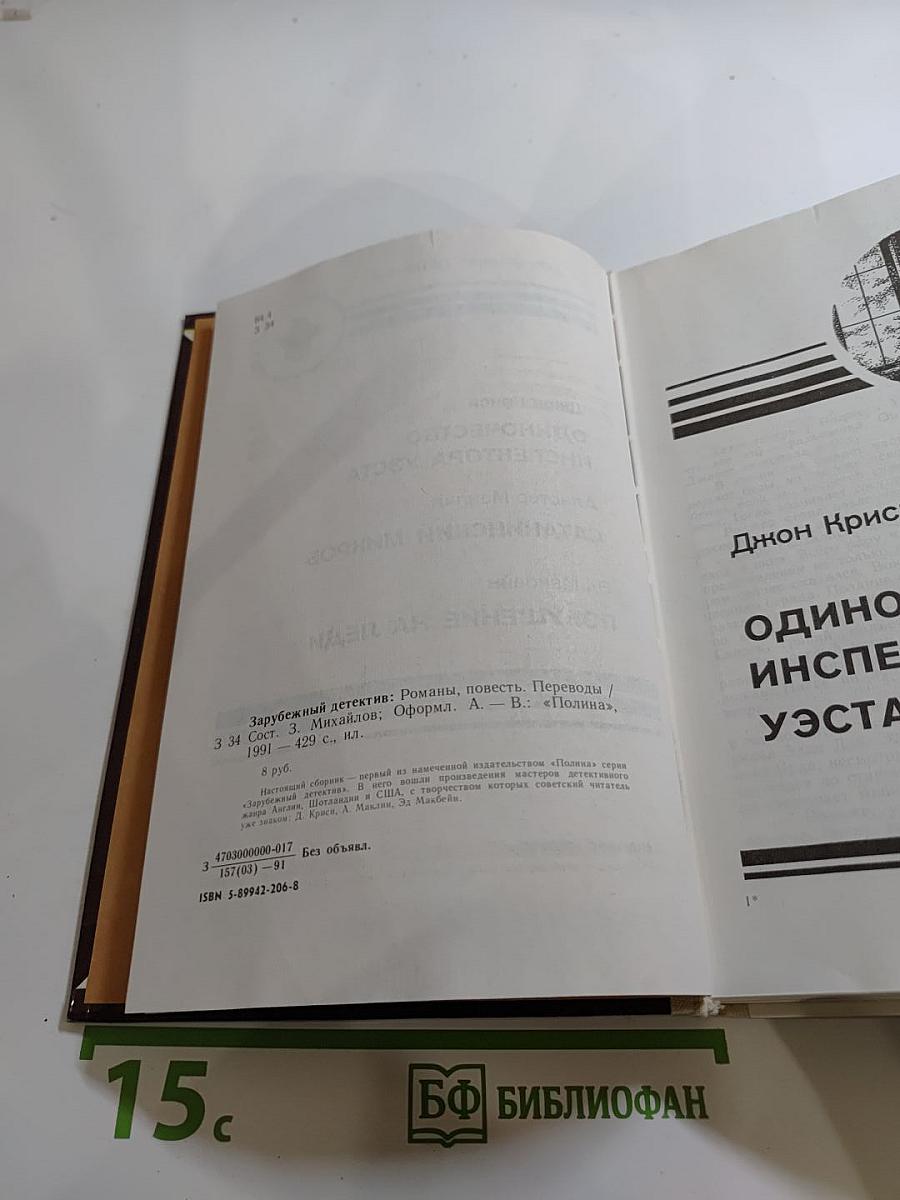 З 34
Зарубежный детектив: Романы, повесть. Переводы /
З 34 Сост. З. Михайлов; Оформл. А. — В.: «Полина»,
1991 — 429 с., ил.
8 руб.
Настоящий сборник — первый из намеченной издательством «Полина» серии
«Зарубежный детектив». В него вошли произведения мастеров детективного
жанра Англии, Шотландии и США, с творчеством которых советский читатель
уже знаком: Д. Криси, А. Маклин, Эд Макбейн.
З 4703000000-017
157(03) —91
Без объявл.
ISBN 5-89942-206-8
Джон Крис
ОДИНО
ИНСПЕ
УЭСТА
1*
15 с
БФ БИБЛИОФАН